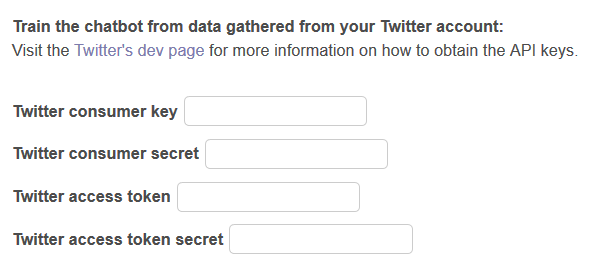 Train the chatbot from data gathered from your Twitter account:
Visit the Twitter's dev page for more information on how to obtain the API keys.
Twitter consumer key
Twitter consumer secret
Twitter access token
Twitter access token secret